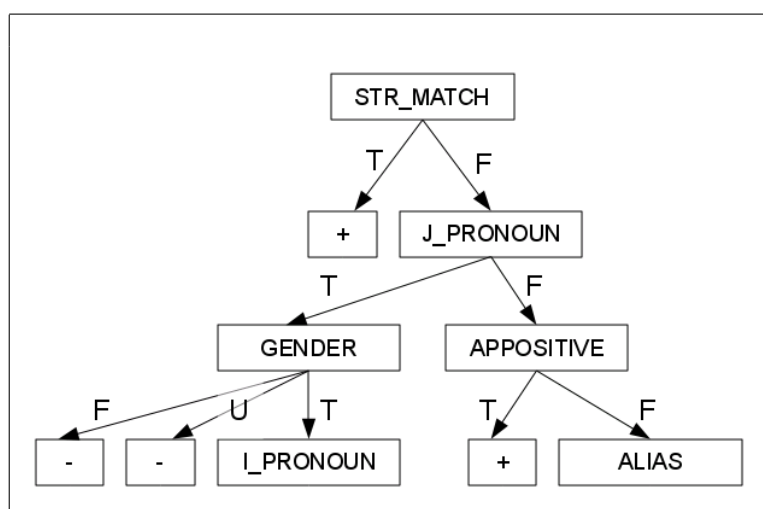 STR_MATCH
T F
+ J_PRONOUN
T F
GENDER APPOSITIVE
F U T T F
- - I_PRONOUN + ALIAS